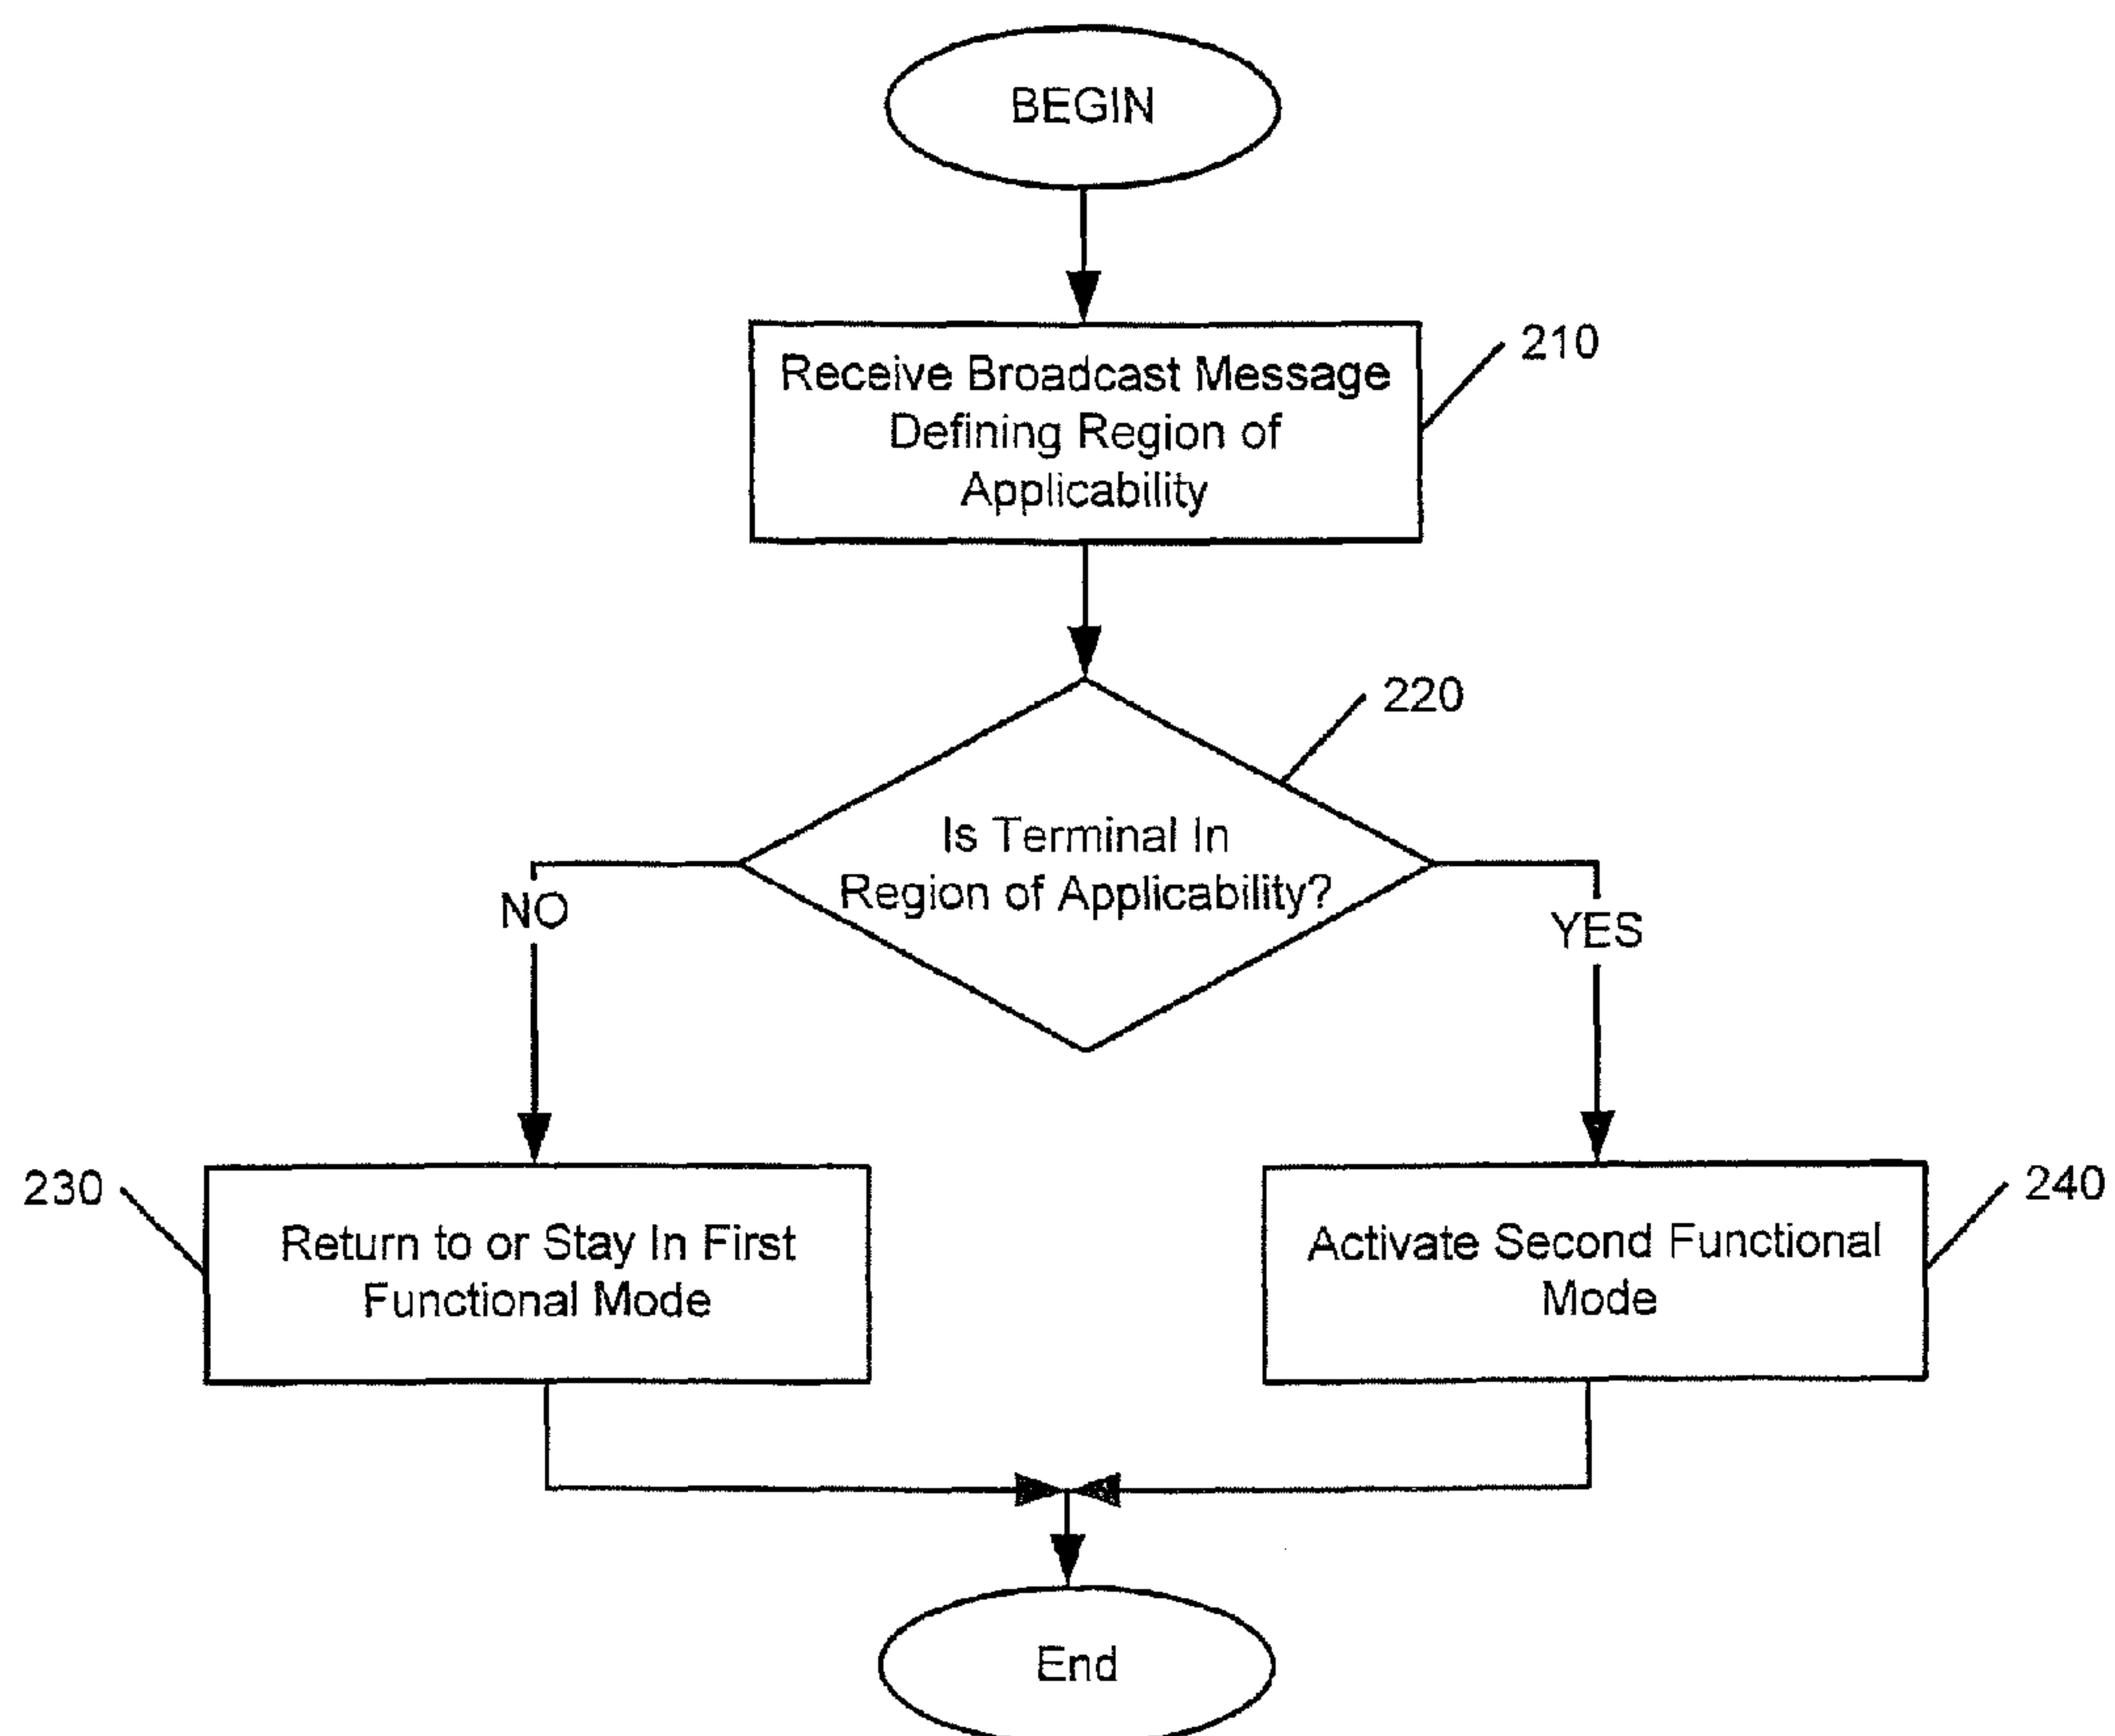 BEGIN
Receive Broadcast Message
Defining Region of
Applicability
210
220
Is Terminal In
Region of Applicability?
NO
YES
230
Return to or Stay In First
Functional Mode
Activate Second Functional
Mode
240
End